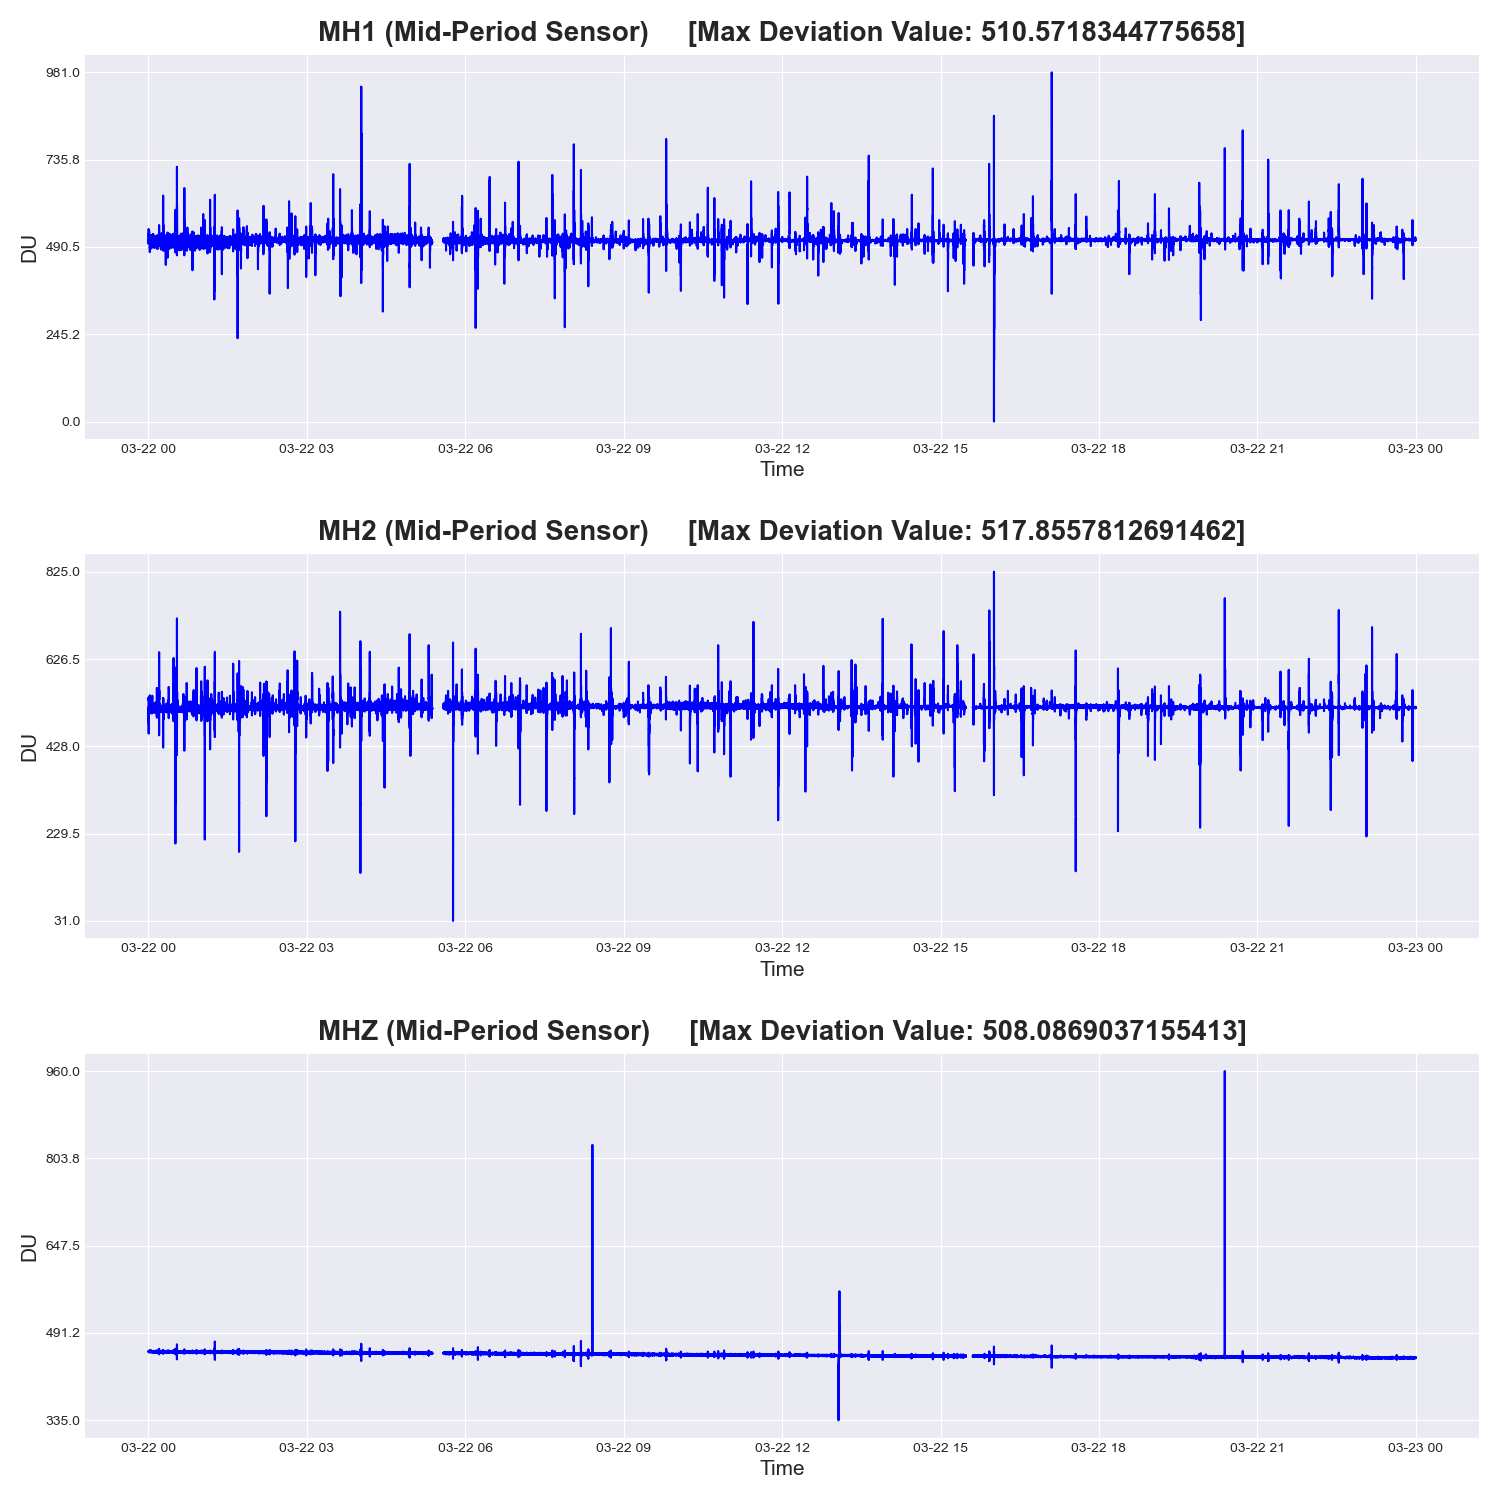 MH1 (Mid-Period Sensor) [Max Deviation Value: 510.5718344775658]
981.0
735.8
490.5
245.2
0.0
DU
03-22 00 03-22 03 03-22 06 03-22 09 03-22 12 03-22 15 03-22 18 03-22 21 03-23 00
Time
MH2 (Mid-Period Sensor) [Max Deviation Value: 517.8557812691462]
825.0
626.5
428.0
229.5
31.0
DU
03-22 00 03-22 03 03-22 06 03-22 09 03-22 12 03-22 15 03-22 18 03-22 21 03-23 00
Time
MHZ (Mid-Period Sensor) [Max Deviation Value: 508.0869037155413]
960.0
803.8
647.5
491.2
335.0
DU
03-22 00 03-22 03 03-22 06 03-22 09 03-22 12 03-22 15 03-22 18 03-22 21 03-23 00
Time